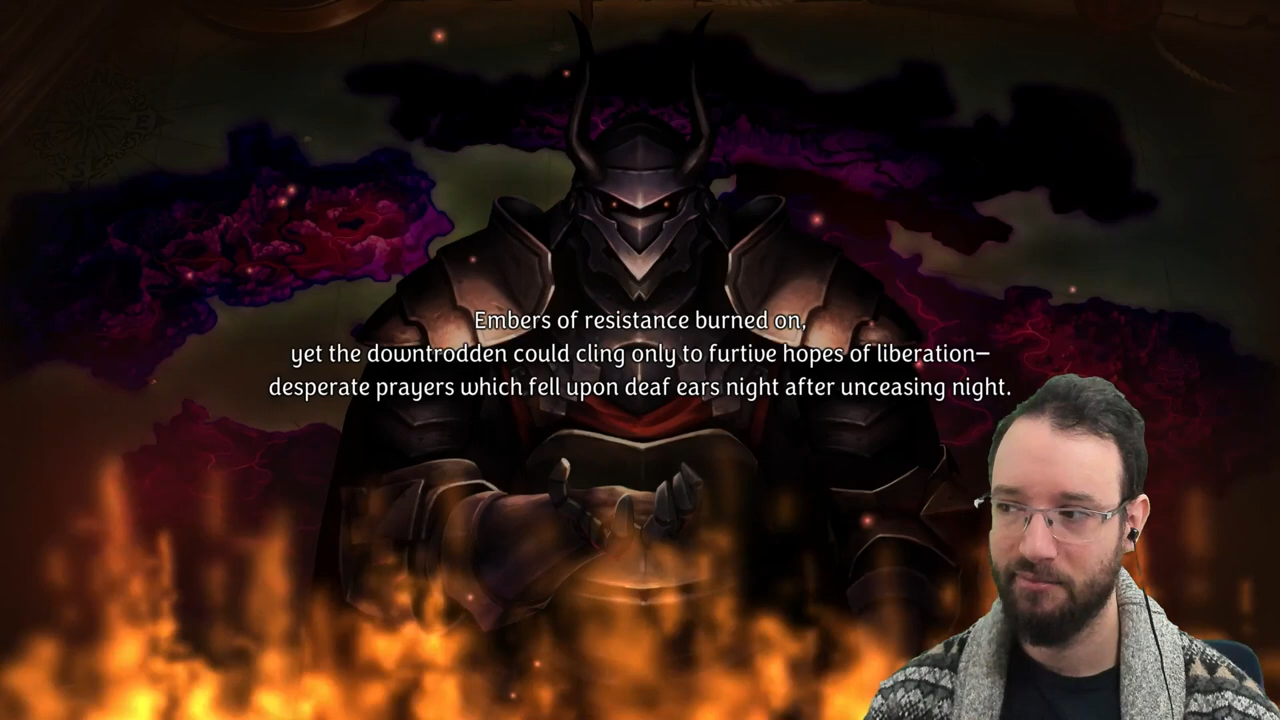 Embers of resistance burned on,
yet the downtrodden could cling only to furtive hopes of liberation—
desperate prayers which fell upon deaf ears night after unceasing night.